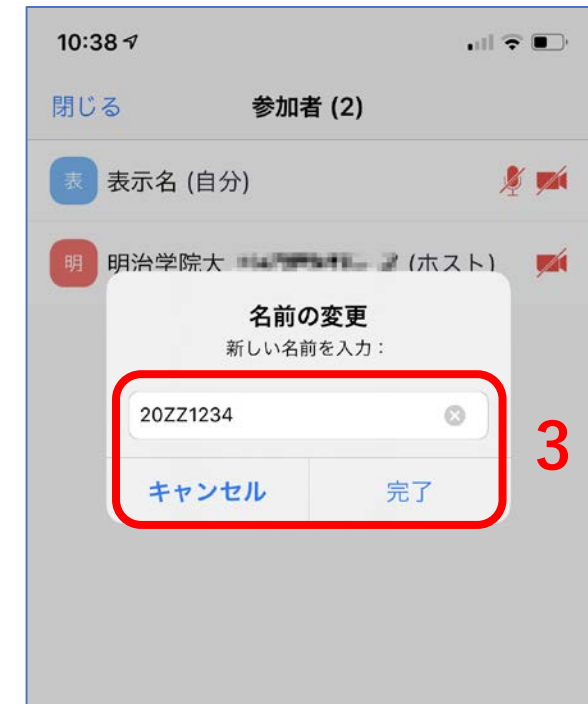 10:38
閉じる 参加者 (2)
表 表示名 (自分)
明 明治学院大 (ホスト)
名前の変更
新しい名前を入力：
20ZZ1234
キャンセル 完了
3